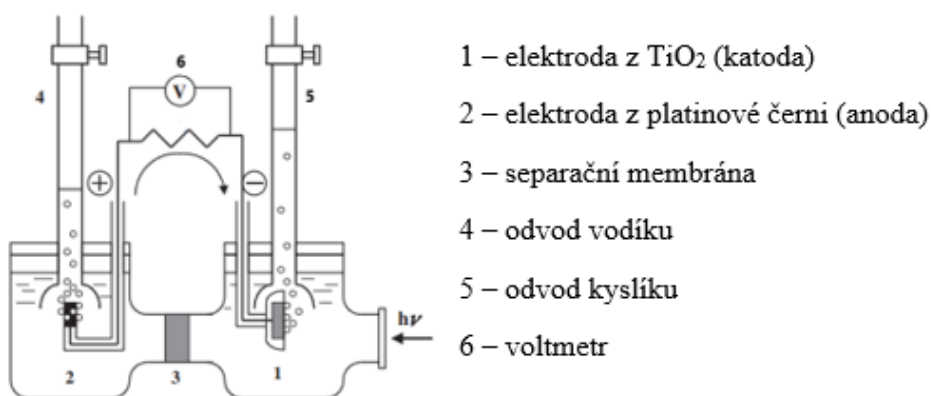 6
V
4
5
+
−
hν
2
3
1
1 – elektroda z TiO₂ (katoda)
2 – elektroda z platinové černi (anoda)
3 – separační membrána
4 – odvod vodíku
5 – odvod kyslíku
6 – voltmetr